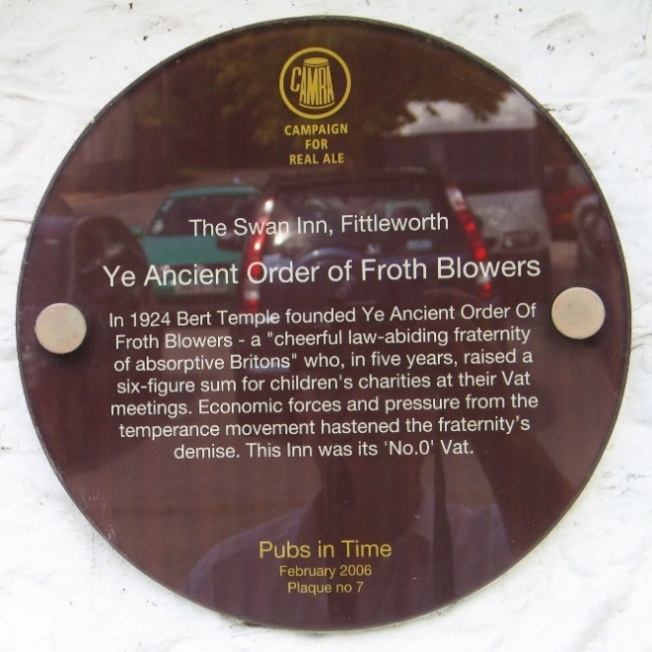 CAMRA
CAMPAIGN
FOR
REAL ALE
The Swan Inn, Fittleworth
Ye Ancient Order of Froth Blowers
In 1924 Bert Temple founded Ye Ancient Order Of
Froth Blowers - a "cheerful law-abiding fraternity
of absorptive Britons" who, in five years, raised a
six-figure sum for children's charities at their Vat
meetings. Economic forces and pressure from the
temperance movement hastened the fraternity's
demise. This Inn was its 'No.0' Vat.
Pubs in Time
February 2006
Plaque no 7